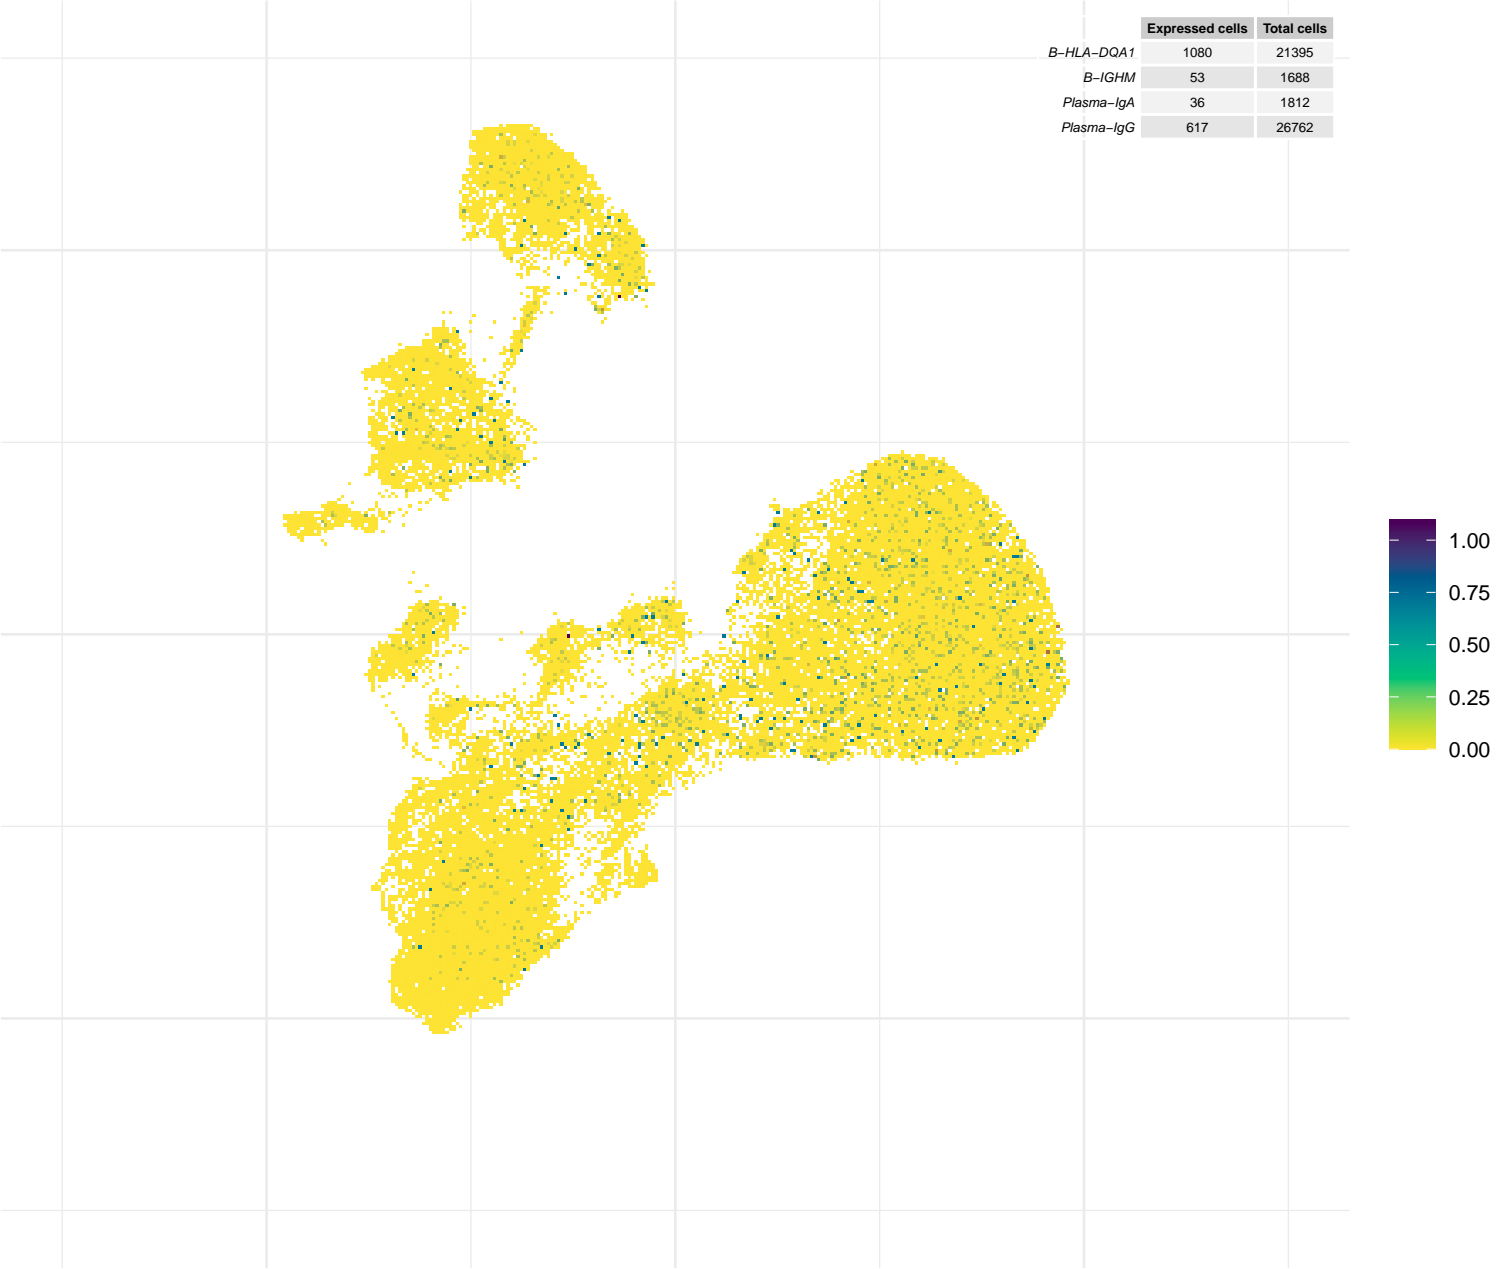 Expressed cells Total cells
B−HLA−DQA1 1080 21395
B−IGHM 53 1688
Plasma−IgA 36 1812
Plasma−IgG 617 26762
1.00
0.75
0.50
0.25
0.00